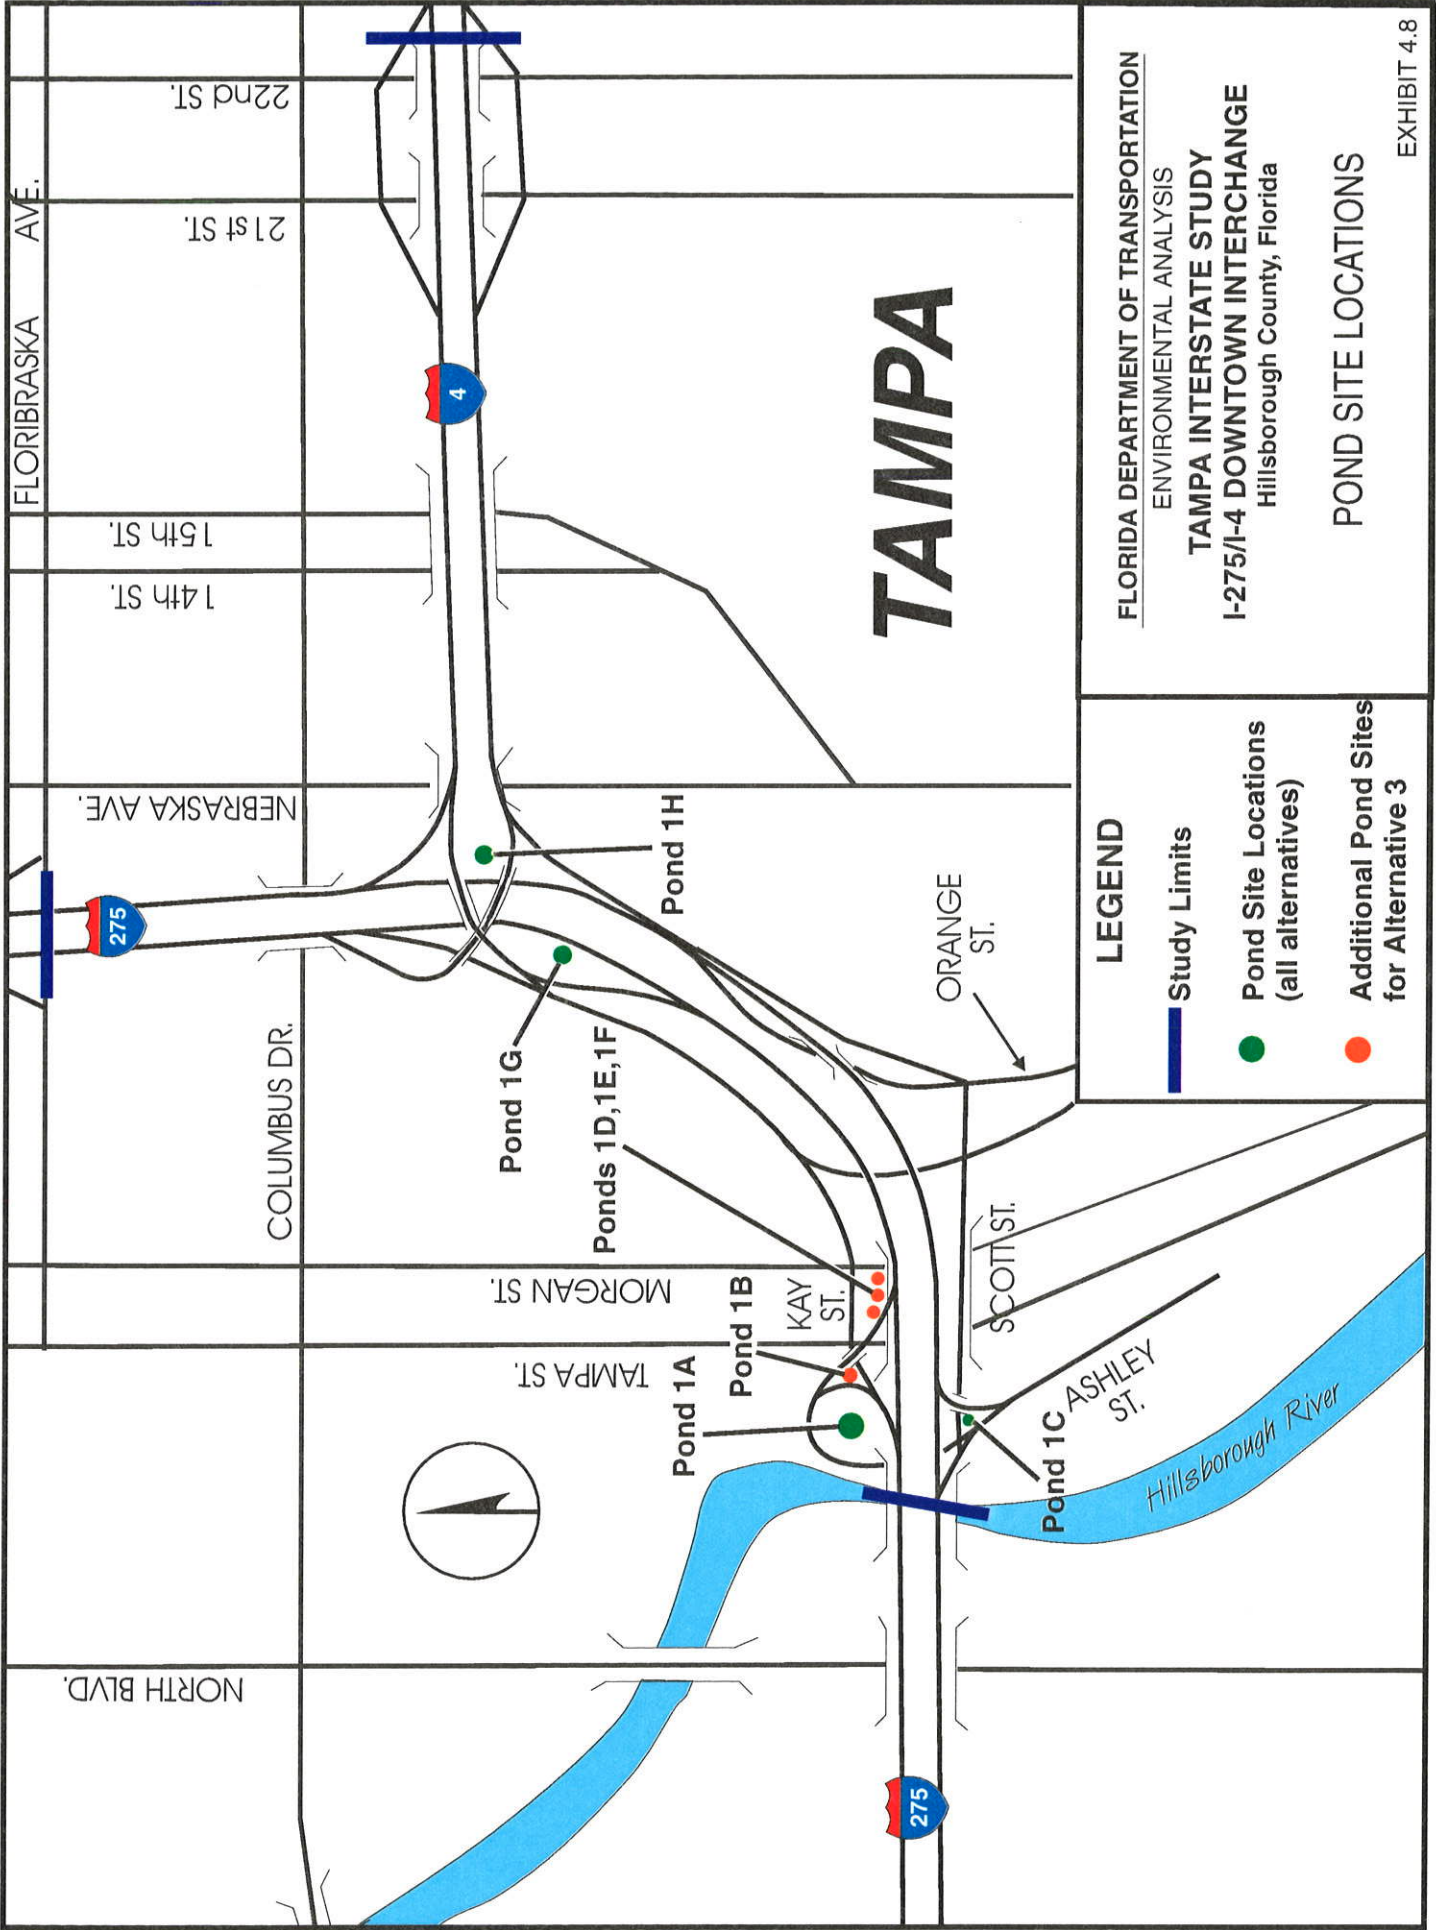 FLORIBRASKA AVE.
22nd ST.
21st ST.
15th ST.
14th ST.
NEBRASKA AVE.
COLUMBUS DR.
MORGAN ST.
TAMPA ST.
NORTH BLVD.
275
4
275
Pond 1H
Pond 1G
Ponds 1D,1E,1F
Pond 1B
Pond 1A
Pond 1C
KAY
ST.
SCOTT ST.
ASHLEY
ST.
ORANGE
ST.
Hillsborough River
TAMPA
LEGEND
Study Limits
Pond Site Locations
(all alternatives)
Additional Pond Sites
for Alternative 3
FLORIDA DEPARTMENT OF TRANSPORTATION
ENVIRONMENTAL ANALYSIS
TAMPA INTERSTATE STUDY
I-275/I-4 DOWNTOWN INTERCHANGE
Hillsborough County, Florida
POND SITE LOCATIONS
EXHIBIT 4.8